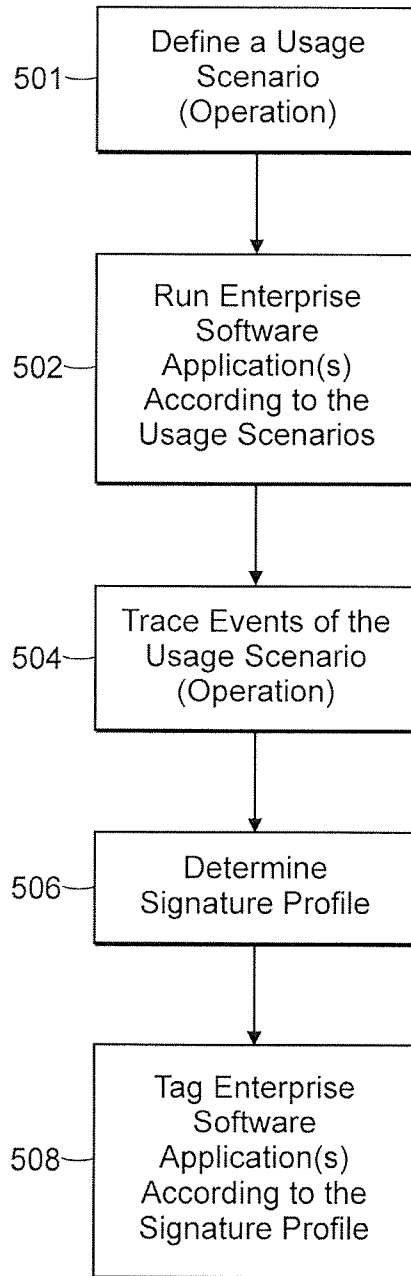 501
Define a Usage
Scenario
(Operation)
502
Run Enterprise
Software
Application(s)
According to the
Usage Scenarios
504
Trace Events of the
Usage Scenario
(Operation)
506
Determine
Signature Profile
508
Tag Enterprise
Software
Application(s)
According to the
Signature Profile